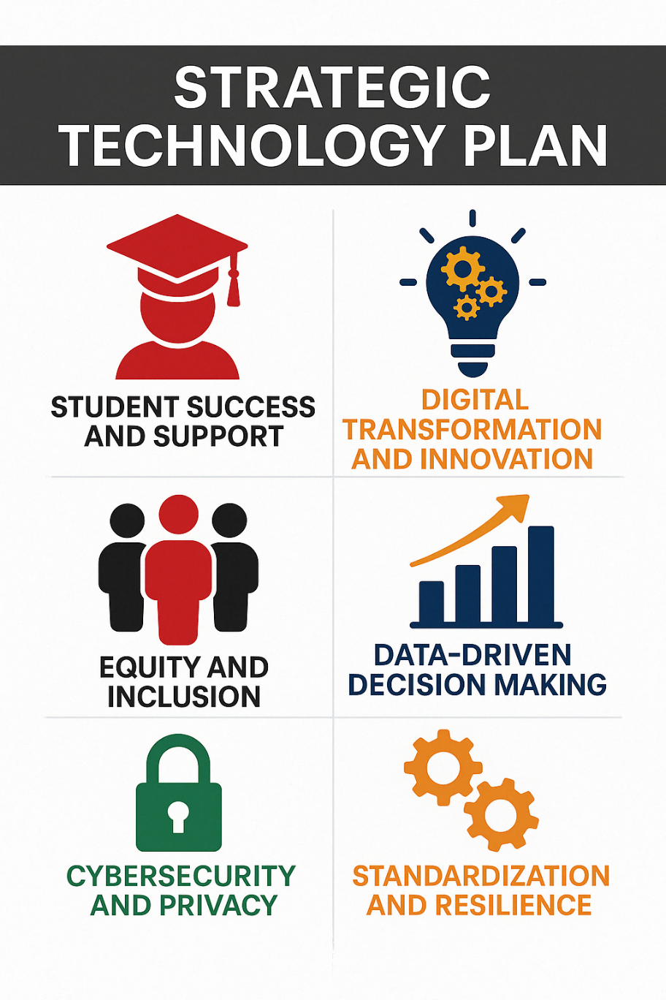 STRATEGIC
TECHNOLOGY PLAN
STUDENT SUCCESS
AND SUPPORT
DIGITAL
TRANSFORMATION
AND INNOVATION
EQUITY AND
INCLUSION
DATA-DRIVEN
DECISION MAKING
CYBERSECURITY
AND PRIVACY
STANDARDIZATION
AND RESILIENCE